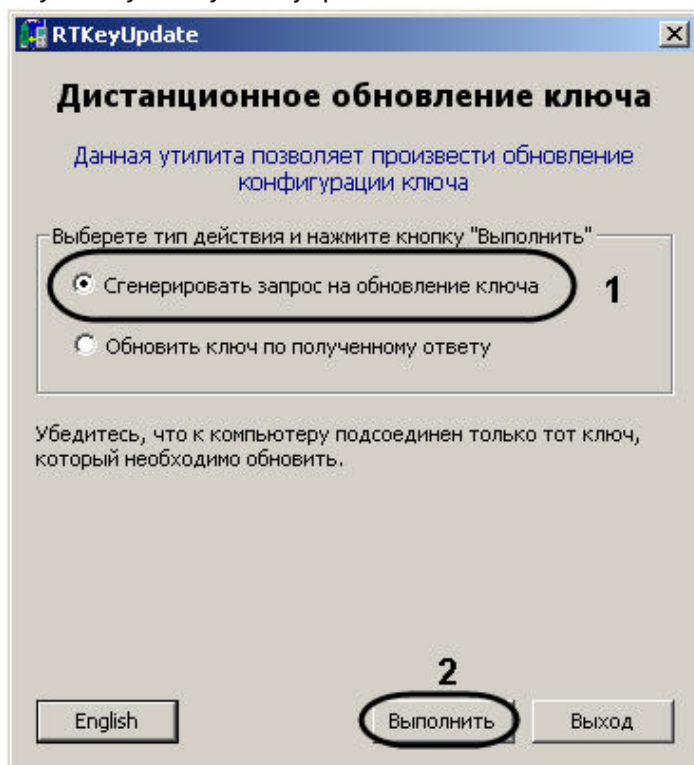 RTKeyUpdate
Дистанционное обновление ключа
Данная утилита позволяет произвести обновление
конфигурации ключа
Выберете тип действия и нажмите кнопку "Выполнить"
Сгенерировать запрос на обновление ключа 1
Обновить ключ по полученному ответу
Убедитесь, что к компьютеру подсоединен только тот ключ,
который необходимо обновить.
2
English Выполнить Выход